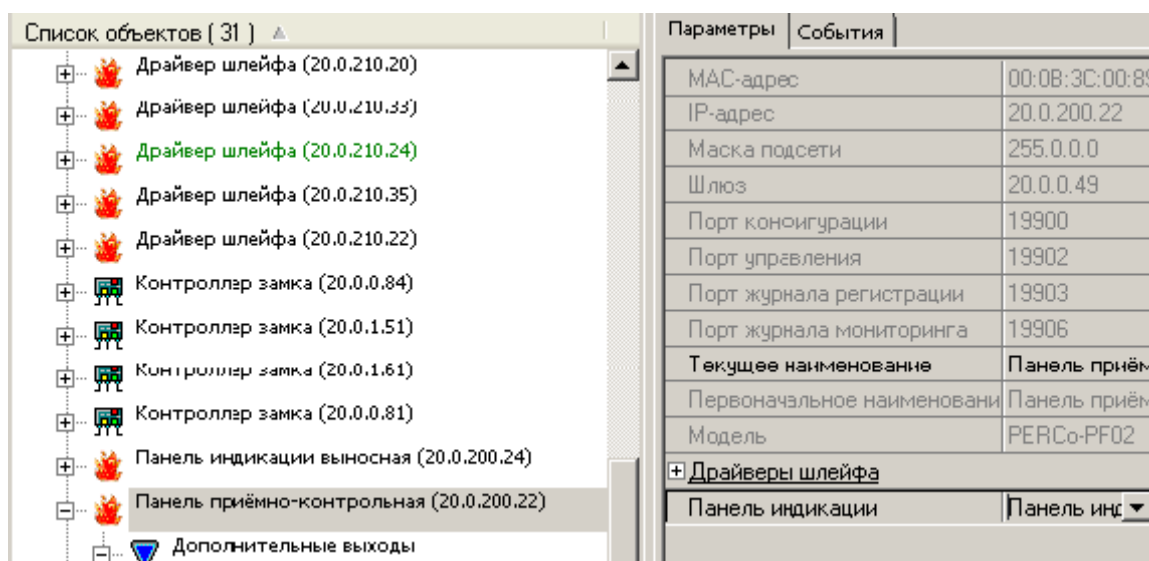 Список объектов ( 31 )
Драйвер шлейфа (20.0.210.20)
Драйвер шлейфа (20.0.210.33)
Драйвер шлейфа (20.0.210.24)
Драйвер шлейфа (20.0.210.35)
Драйвер шлейфа (20.0.210.22)
Контроллер замка (20.0.0.84)
Контроллер замка (20.0.1.51)
Контроллер замка (20.0.1.61)
Контроллер замка (20.0.0.81)
Панель индикации выносная (20.0.200.24)
Панель приёмно-контрольная (20.0.200.22)
Дополнительные выходы
Параметры События
MAC-адрес 00:0B:3C:00:89
IP-адрес 20.0.200.22
Маска подсети 255.0.0.0
Шлюз 20.0.0.49
Порт конфигурации 19900
Порт управления 19902
Порт журнала регистрации 19903
Порт журнала мониторинга 19906
Текущее наименование Панель приём
Первоначальное наименовани Панель приём
Модель PERCo-PF02
Драйверы шлейфа
Панель индикации Панель инд